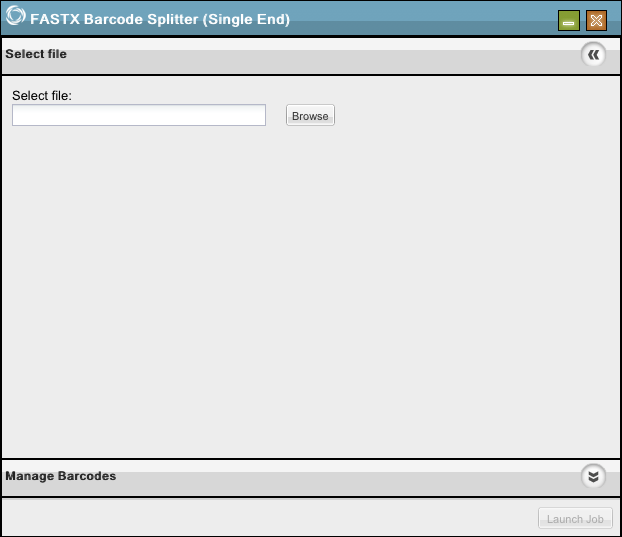 FASTX Barcode Splitter (Single End)
Select file
Select file:
Browse
Manage Barcodes
Launch Job